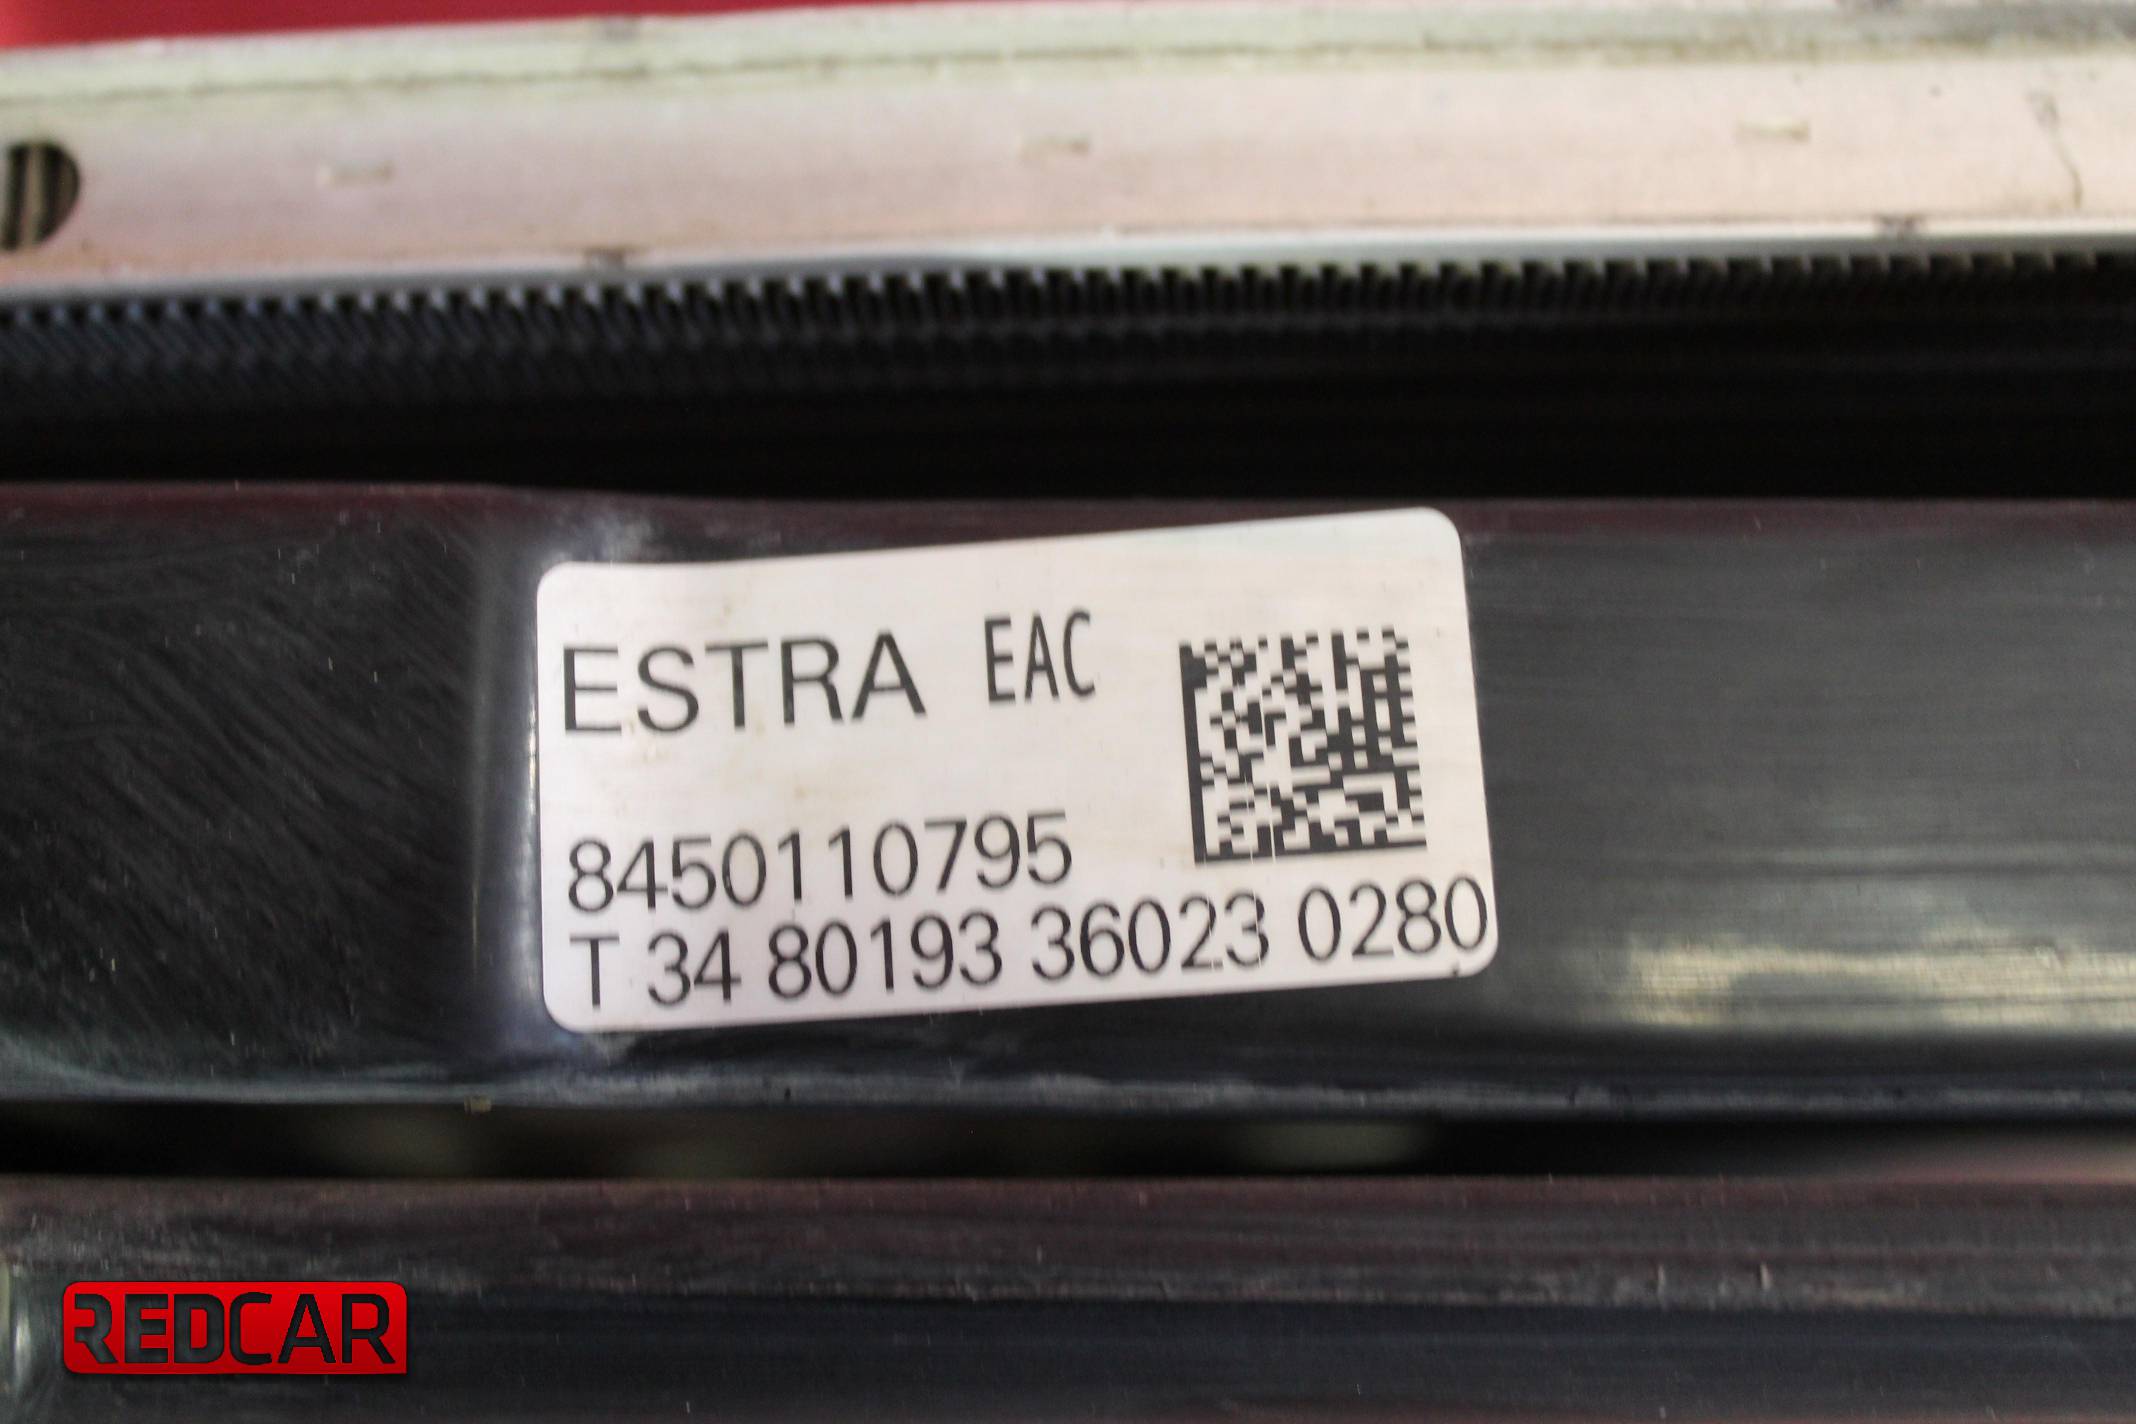 ESTRA EAC
8450110795
T 34 80193 36023 0280
REDCAR